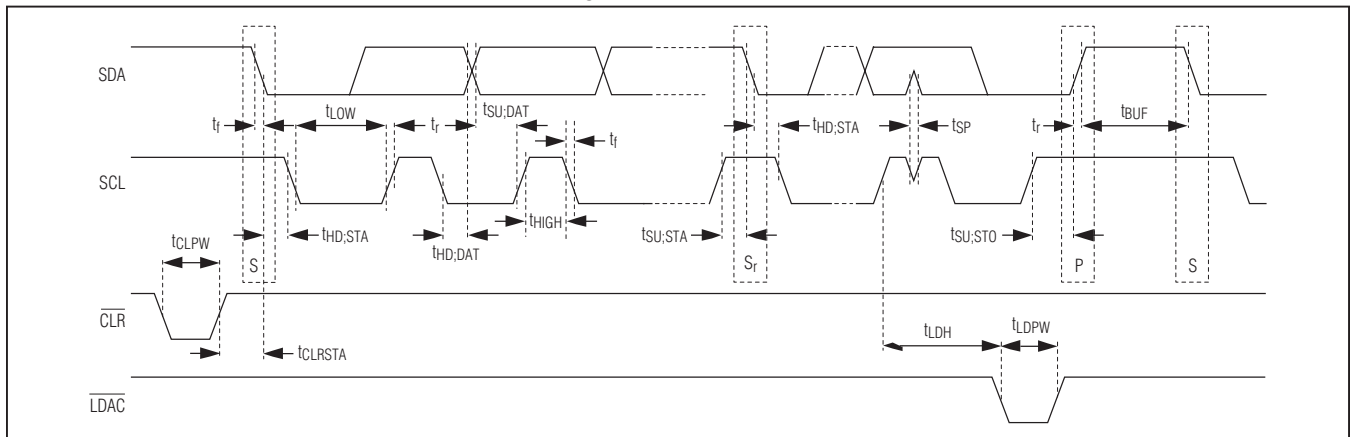 SDA
tLOW
tSU;DAT
tf
tr
tf
tHD;STA
tSP
tr
tBUF
SCL
tHIGH
tCLPW
tHD;STA
tHD;DAT
tSU;STA
tSU;STO
S
Sr
P
S
CLR
tCLRSTA
tLDH
tLDPW
LDAC